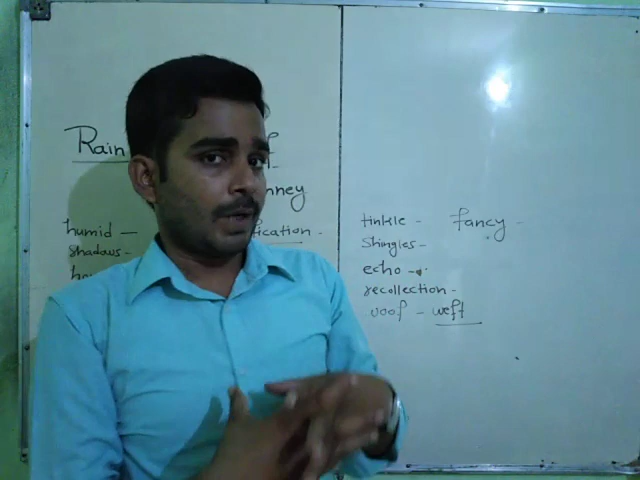 Rain
nney
humid — fication -
shadows -
tinkle - fancy -
Shingles -
echo -
recollection -
woof - weft